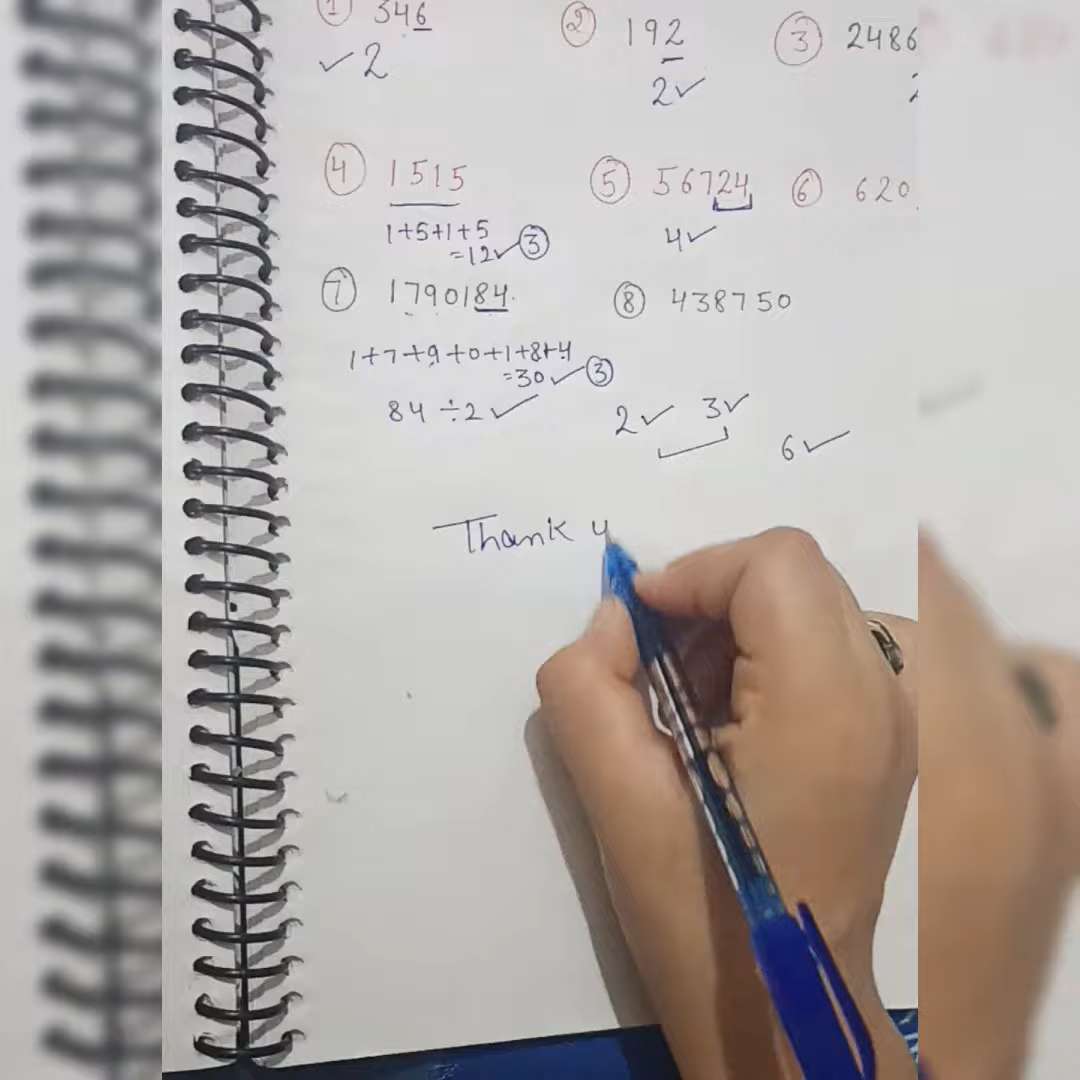 ① 346 ② 192 ③ 2486
✓2 2✓
④ 1515 ⑤ 56724 ⑥ 620
1+5+1+5 4✓
=12✓③
⑦ 1790184 ⑧ 438750
1+7+9+0+1+8+4
=30✓③
84÷2✓ 2✓ 3✓
6✓
Thank y